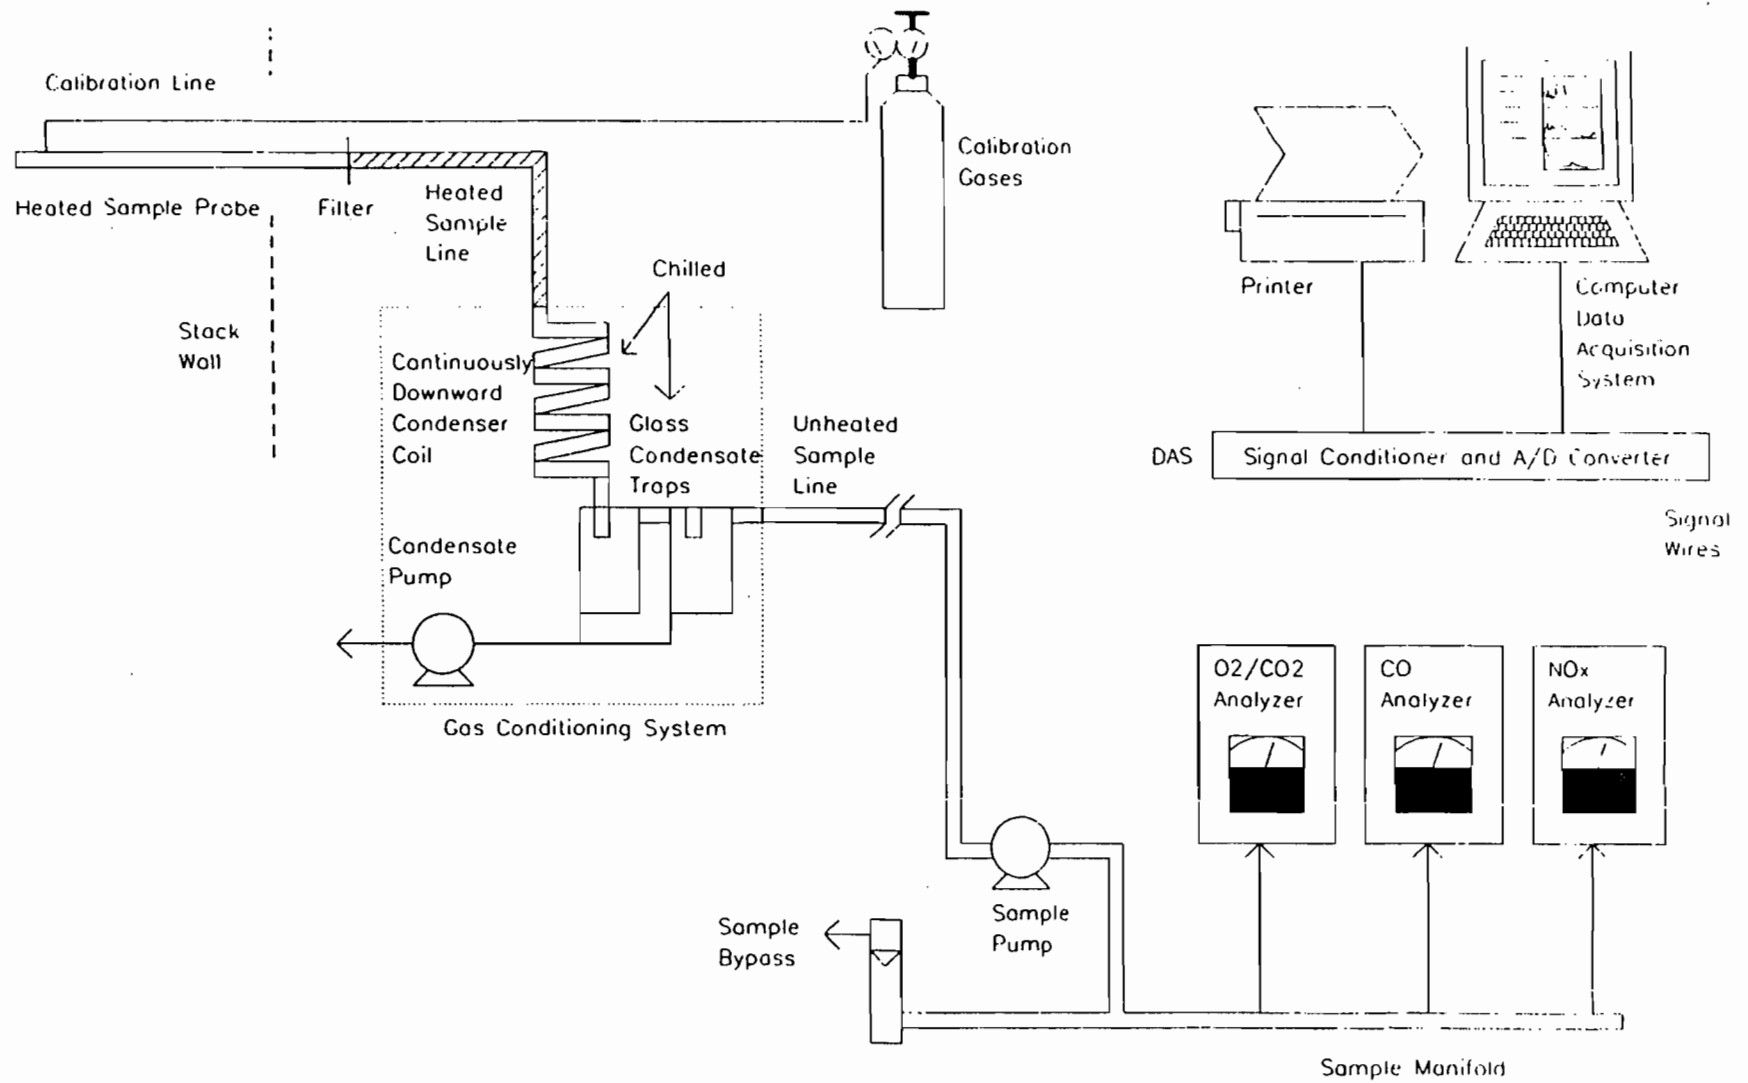 Calibration Line
Calibration
Gases
Heated Sample Probe
Filter
Heated
Sample
Line
Chilled
Printer
Computer
Data
Acquisition
System
Stack
Wall
Continuously
Downward
Condenser
Coil
Glass
Condensate
Traps
Unheated
Sample
Line
DAS
Signal Conditioner and A/D Converter
Signal
Wires
Condensate
Pump
Gas Conditioning System
O2/CO2
Analyzer
CO
Analyzer
NOx
Analyzer
Sample
Pump
Sample
Bypass
Sample Manifold